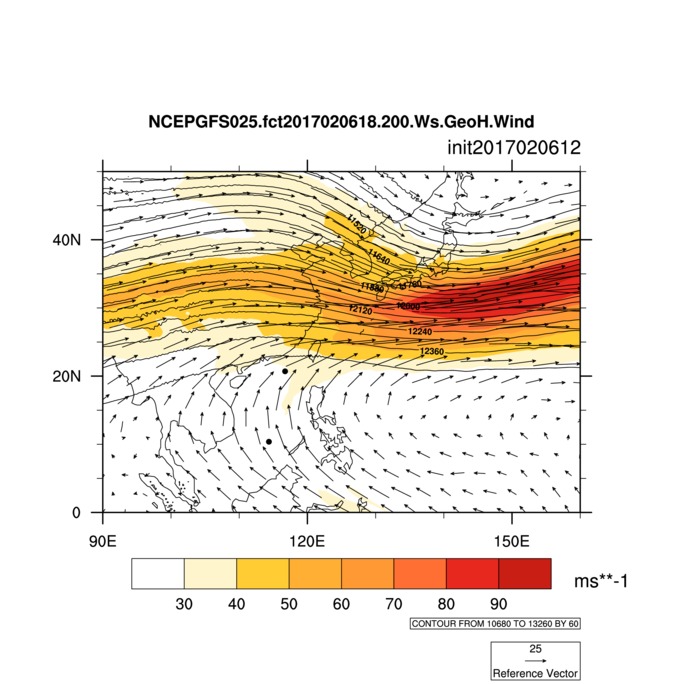 NCEPGFS025.fct2017020618.200.Ws.GeoH.Wind
init2017020612
40N
20N
0
90E 120E 150E
11520
11640
11880 11760
12120 12000
12240
12360
30 40 50 60 70 80 90
ms**-1
CONTOUR FROM 10680 TO 13260 BY 60
25
Reference Vector